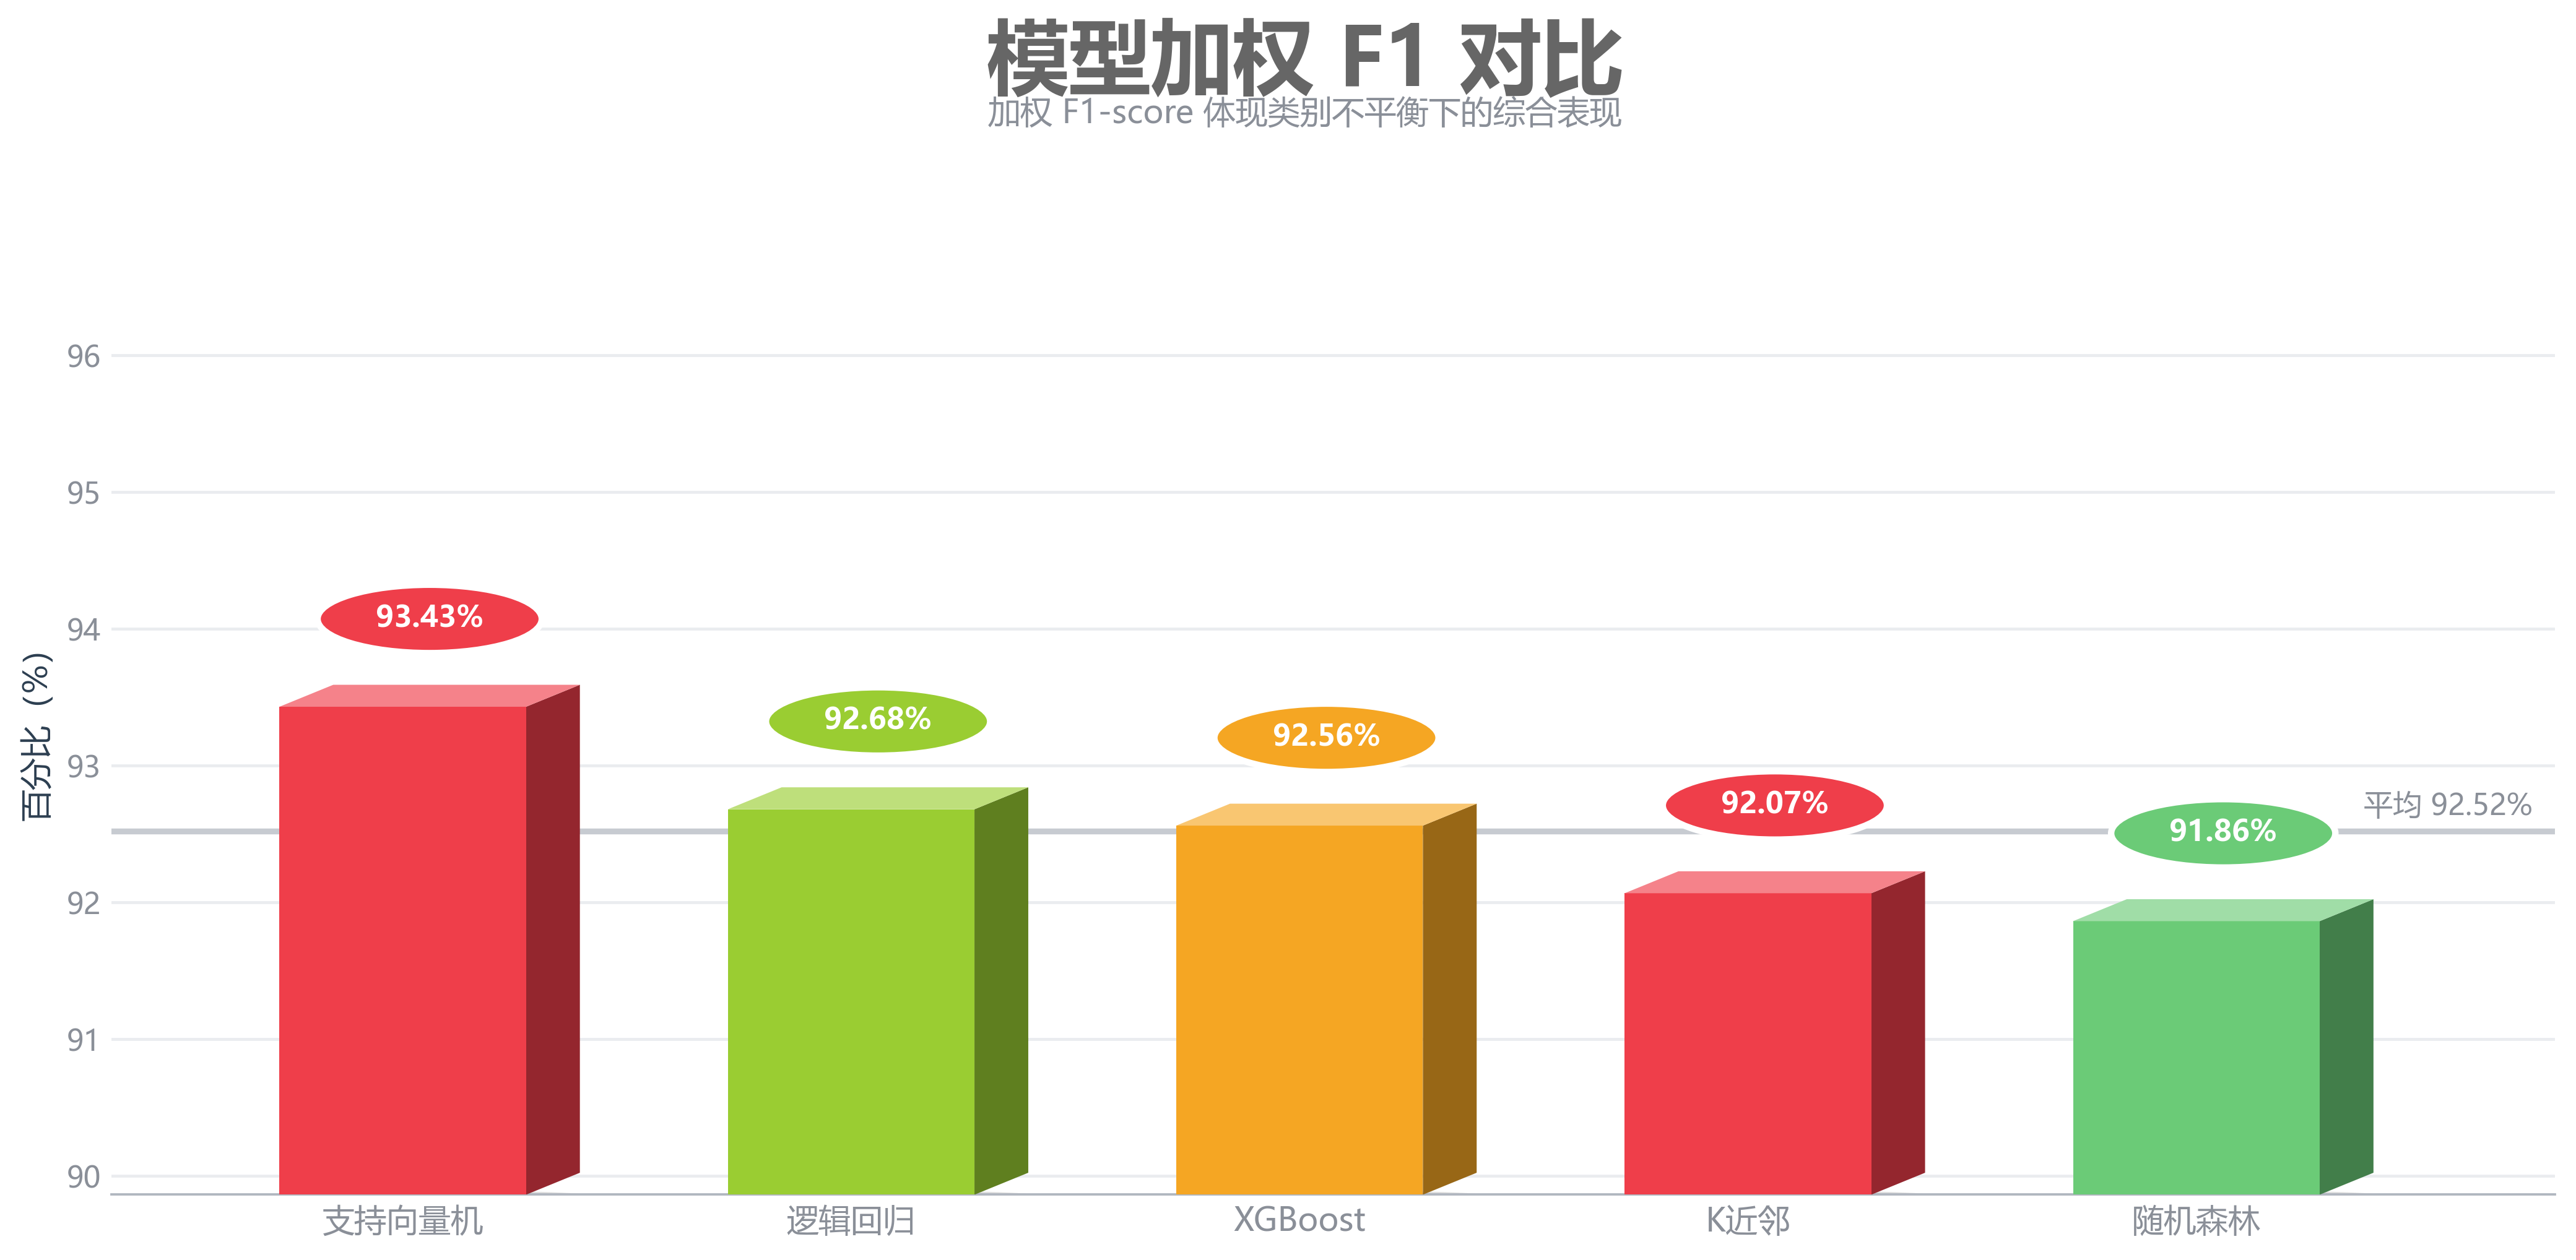 模型加权 F1 对比
加权 F1-score 体现类别不平衡下的综合表现
百分比（%）
96
95
94
93
92
91
90
93.43%
92.68%
92.56%
92.07%
91.86%
平均 92.52%
支持向量机
逻辑回归
XGBoost
K近邻
随机森林